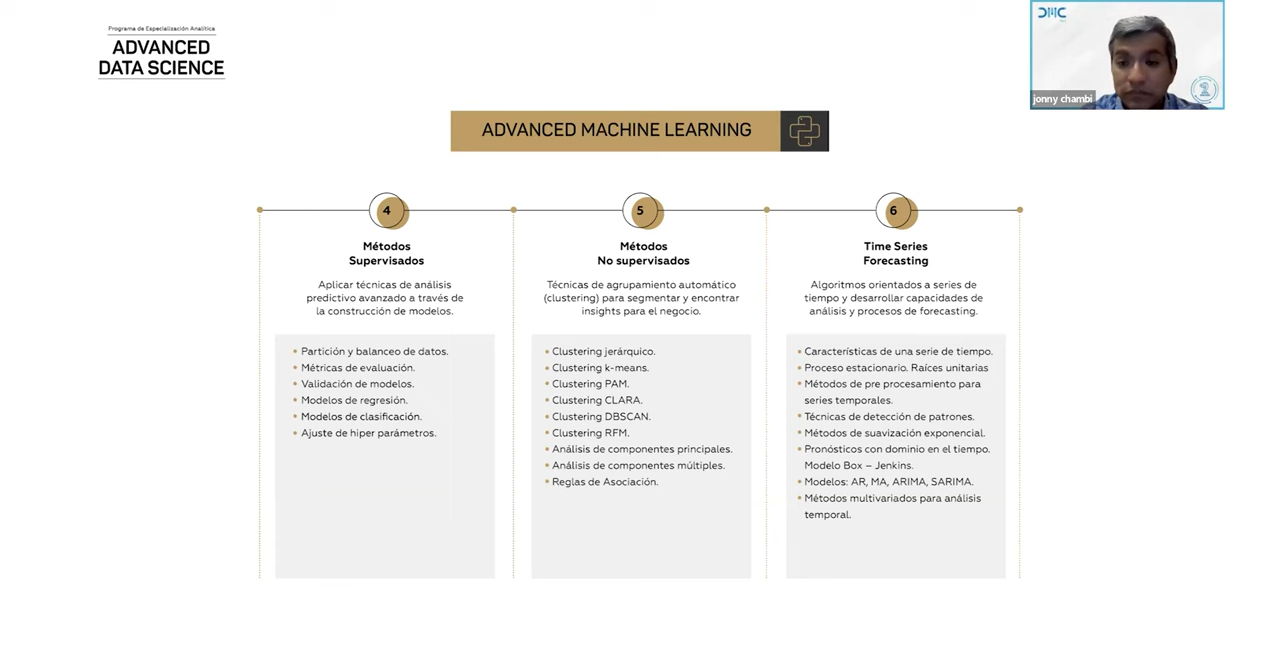 Programa de Especialización Analítica
ADVANCED
DATA SCIENCE
DMC
jonny chambi
ADVANCED MACHINE LEARNING
4
Métodos
Supervisados
Aplicar técnicas de análisis
predictivo avanzado a través de
la construcción de modelos.
• Partición y balanceo de datos.
• Métricas de evaluación.
• Validación de modelos.
• Modelos de regresión.
• Modelos de clasificación.
• Ajuste de hiper parámetros.
5
Métodos
No supervisados
Técnicas de agrupamiento automático
(clustering) para segmentar y encontrar
insights para el negocio.
• Clustering jerárquico.
• Clustering k-means.
• Clustering PAM.
• Clustering CLARA.
• Clustering DBSCAN.
• Clustering RFM.
• Análisis de componentes principales.
• Análisis de componentes múltiples.
• Reglas de Asociación.
6
Time Series
Forecasting
Algoritmos orientados a series de
tiempo y desarrollar capacidades de
análisis y procesos de forecasting.
• Características de una serie de tiempo.
• Proceso estacionario. Raíces unitarias
• Métodos de pre procesamiento para
series temporales.
• Técnicas de detección de patrones.
• Métodos de suavización exponencial.
• Pronósticos con dominio en el tiempo.
Modelo Box – Jenkins.
• Modelos: AR, MA, ARIMA, SARIMA.
• Métodos multivariados para análisis
temporal.